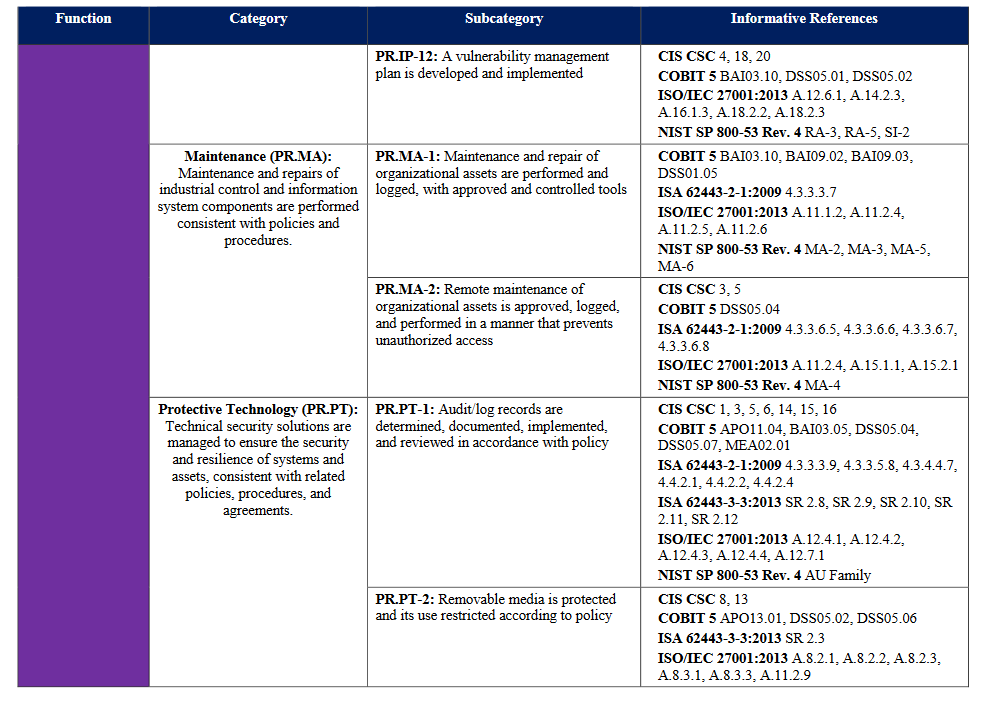 Function Category Subcategory Informative References
PR.IP-12: A vulnerability management
plan is developed and implemented
CIS CSC 4, 18, 20
COBIT 5 BAI03.10, DSS05.01, DSS05.02
ISO/IEC 27001:2013 A.12.6.1, A.14.2.3,
A.16.1.3, A.18.2.2, A.18.2.3
NIST SP 800-53 Rev. 4 RA-3, RA-5, SI-2
Maintenance (PR.MA):
Maintenance and repairs of
industrial control and information
system components are performed
consistent with policies and
procedures.
PR.MA-1: Maintenance and repair of
organizational assets are performed and
logged, with approved and controlled tools
COBIT 5 BAI03.10, BAI09.02, BAI09.03,
DSS01.05
ISA 62443-2-1:2009 4.3.3.3.7
ISO/IEC 27001:2013 A.11.1.2, A.11.2.4,
A.11.2.5, A.11.2.6
NIST SP 800-53 Rev. 4 MA-2, MA-3, MA-5,
MA-6
PR.MA-2: Remote maintenance of
organizational assets is approved, logged,
and performed in a manner that prevents
unauthorized access
CIS CSC 3, 5
COBIT 5 DSS05.04
ISA 62443-2-1:2009 4.3.3.6.5, 4.3.3.6.6, 4.3.3.6.7,
4.3.3.6.8
ISO/IEC 27001:2013 A.11.2.4, A.15.1.1, A.15.2.1
NIST SP 800-53 Rev. 4 MA-4
Protective Technology (PR.PT):
Technical security solutions are
managed to ensure the security
and resilience of systems and
assets, consistent with related
policies, procedures, and
agreements.
PR.PT-1: Audit/log records are
determined, documented, implemented,
and reviewed in accordance with policy
CIS CSC 1, 3, 5, 6, 14, 15, 16
COBIT 5 APO11.04, BAI03.05, DSS05.04,
DSS05.07, MEA02.01
ISA 62443-2-1:2009 4.3.3.3.9, 4.3.3.5.8, 4.3.4.4.7,
4.4.2.1, 4.4.2.2, 4.4.2.4
ISA 62443-3-3:2013 SR 2.8, SR 2.9, SR 2.10, SR
2.11, SR 2.12
ISO/IEC 27001:2013 A.12.4.1, A.12.4.2,
A.12.4.3, A.12.4.4, A.12.7.1
NIST SP 800-53 Rev. 4 AU Family
PR.PT-2: Removable media is protected
and its use restricted according to policy
CIS CSC 8, 13
COBIT 5 APO13.01, DSS05.02, DSS05.06
ISA 62443-3-3:2013 SR 2.3
ISO/IEC 27001:2013 A.8.2.1, A.8.2.2, A.8.2.3,
A.8.3.1, A.8.3.3, A.11.2.9